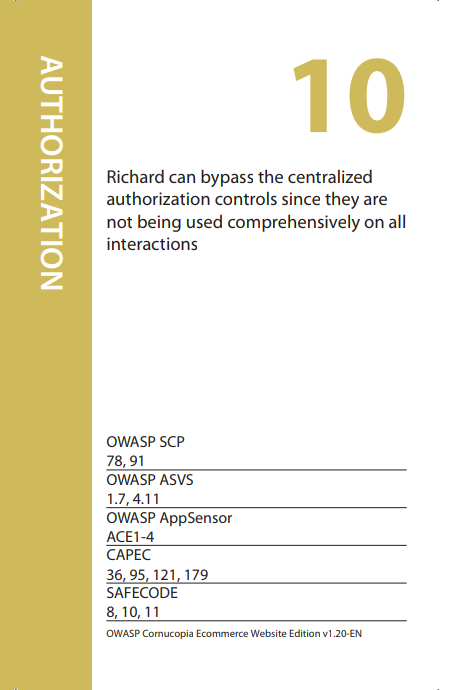 AUTHORIZATION
10
Richard can bypass the centralized
authorization controls since they are
not being used comprehensively on all
interactions
OWASP SCP
78, 91
OWASP ASVS
1.7, 4.11
OWASP AppSensor
ACE1-4
CAPEC
36, 95, 121, 179
SAFECODE
8, 10, 11
OWASP Cornucopia Ecommerce Website Edition v1.20-EN